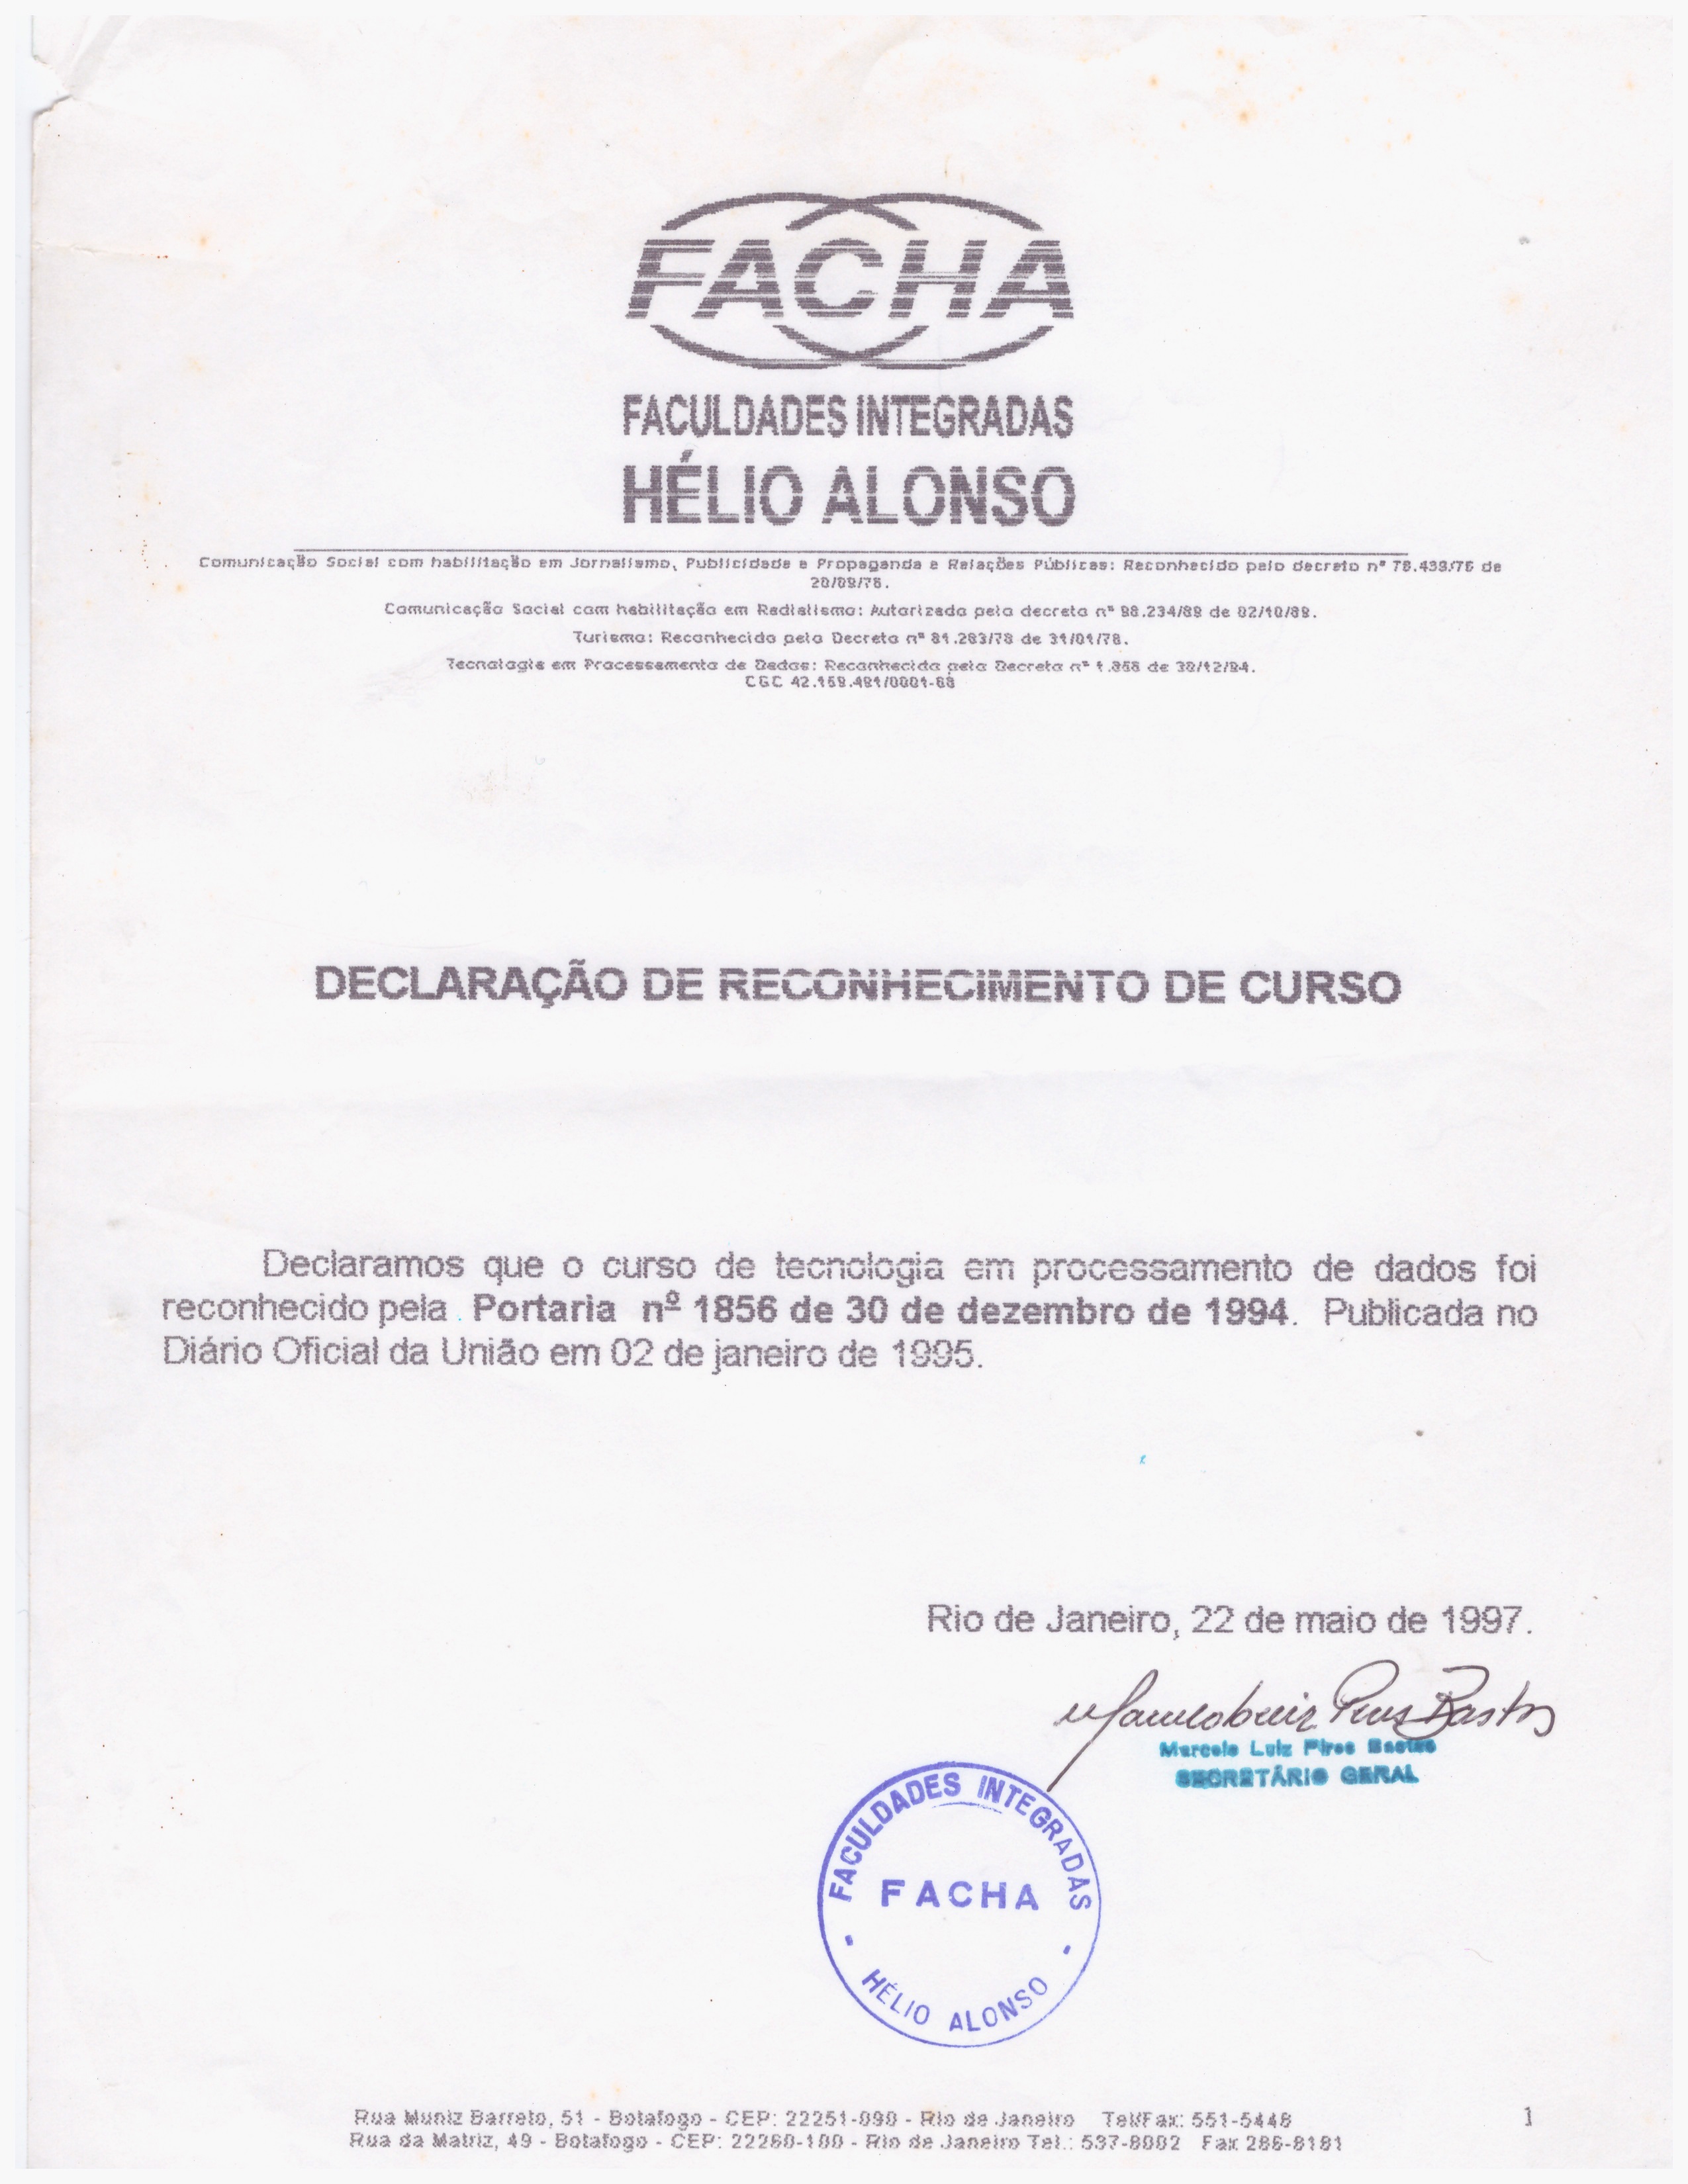 FACHA
FACULDADES INTEGRADAS
HÉLIO ALONSO
Comunicação Social com habilitação em Jornalismo, Publicidade e Propaganda e Relações Públicas: Reconhecido pelo decreto nº 78.433/76 de
20/09/76.
Comunicação Social com habilitação em Radialismo: Autorizada pelo decreto nº 98.234/89 de 02/10/89.
Turismo: Reconhecido pelo Decreto nº 81.283/78 de 31/01/78.
Tecnologia em Processamento de Dados: Reconhecida pelo Decreto nº 1.856 de 30/12/94.
CGC 42.159.491/0001-68
DECLARAÇÃO DE RECONHECIMENTO DE CURSO
Declaramos que o curso de tecnologia em processamento de dados foi
reconhecido pela Portaria nº 1856 de 30 de dezembro de 1994. Publicada no
Diário Oficial da União em 02 de janeiro de 1995.
Rio de Janeiro, 22 de maio de 1997.
Marcelo Luiz Pires Bastos
Marcelo Luiz Pires Bastos
SECRETÁRIO GERAL
FACULDADES INTEGRADAS
FACHA
HÉLIO ALONSO
Rua Muniz Barreto, 51 - Botafogo - CEP: 22251-090 - Rio de Janeiro Tel/Fax: 551-5448 1
Rua da Matriz, 49 - Botafogo - CEP: 22260-100 - Rio de Janeiro Tel.: 537-8002 Fax 286-8181